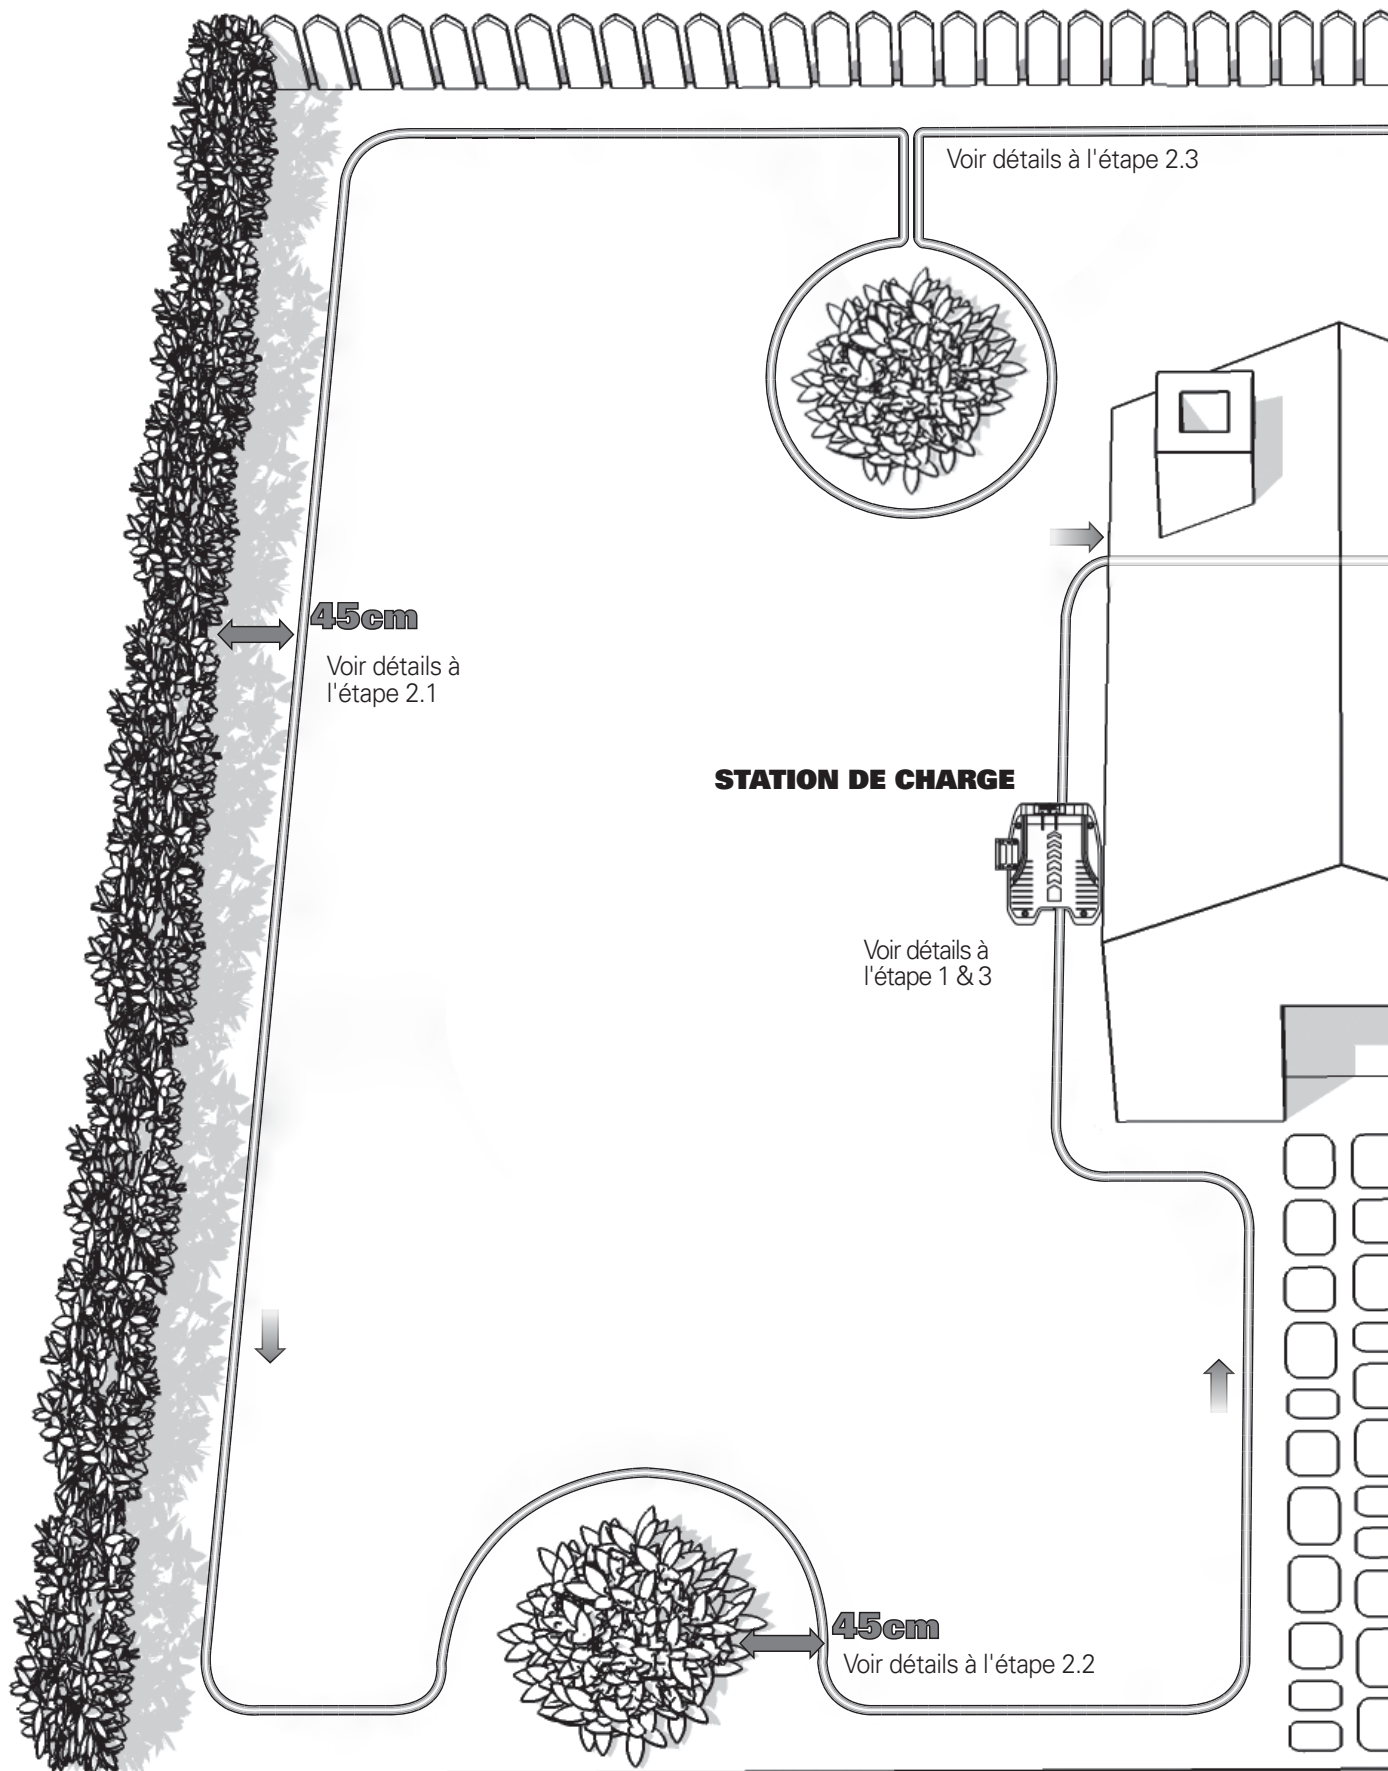 Voir détails à l'étape 2.3
45cm
Voir détails à
l'étape 2.1
STATION DE CHARGE
Voir détails à
l'étape 1 & 3
45cm
Voir détails à l'étape 2.2